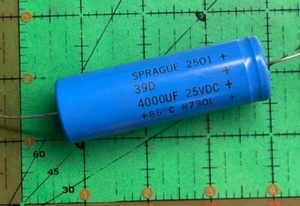 SPRAGUE 2501 +
39D +
4000UF 25VDC +
+85°C 8730L
60
45
30